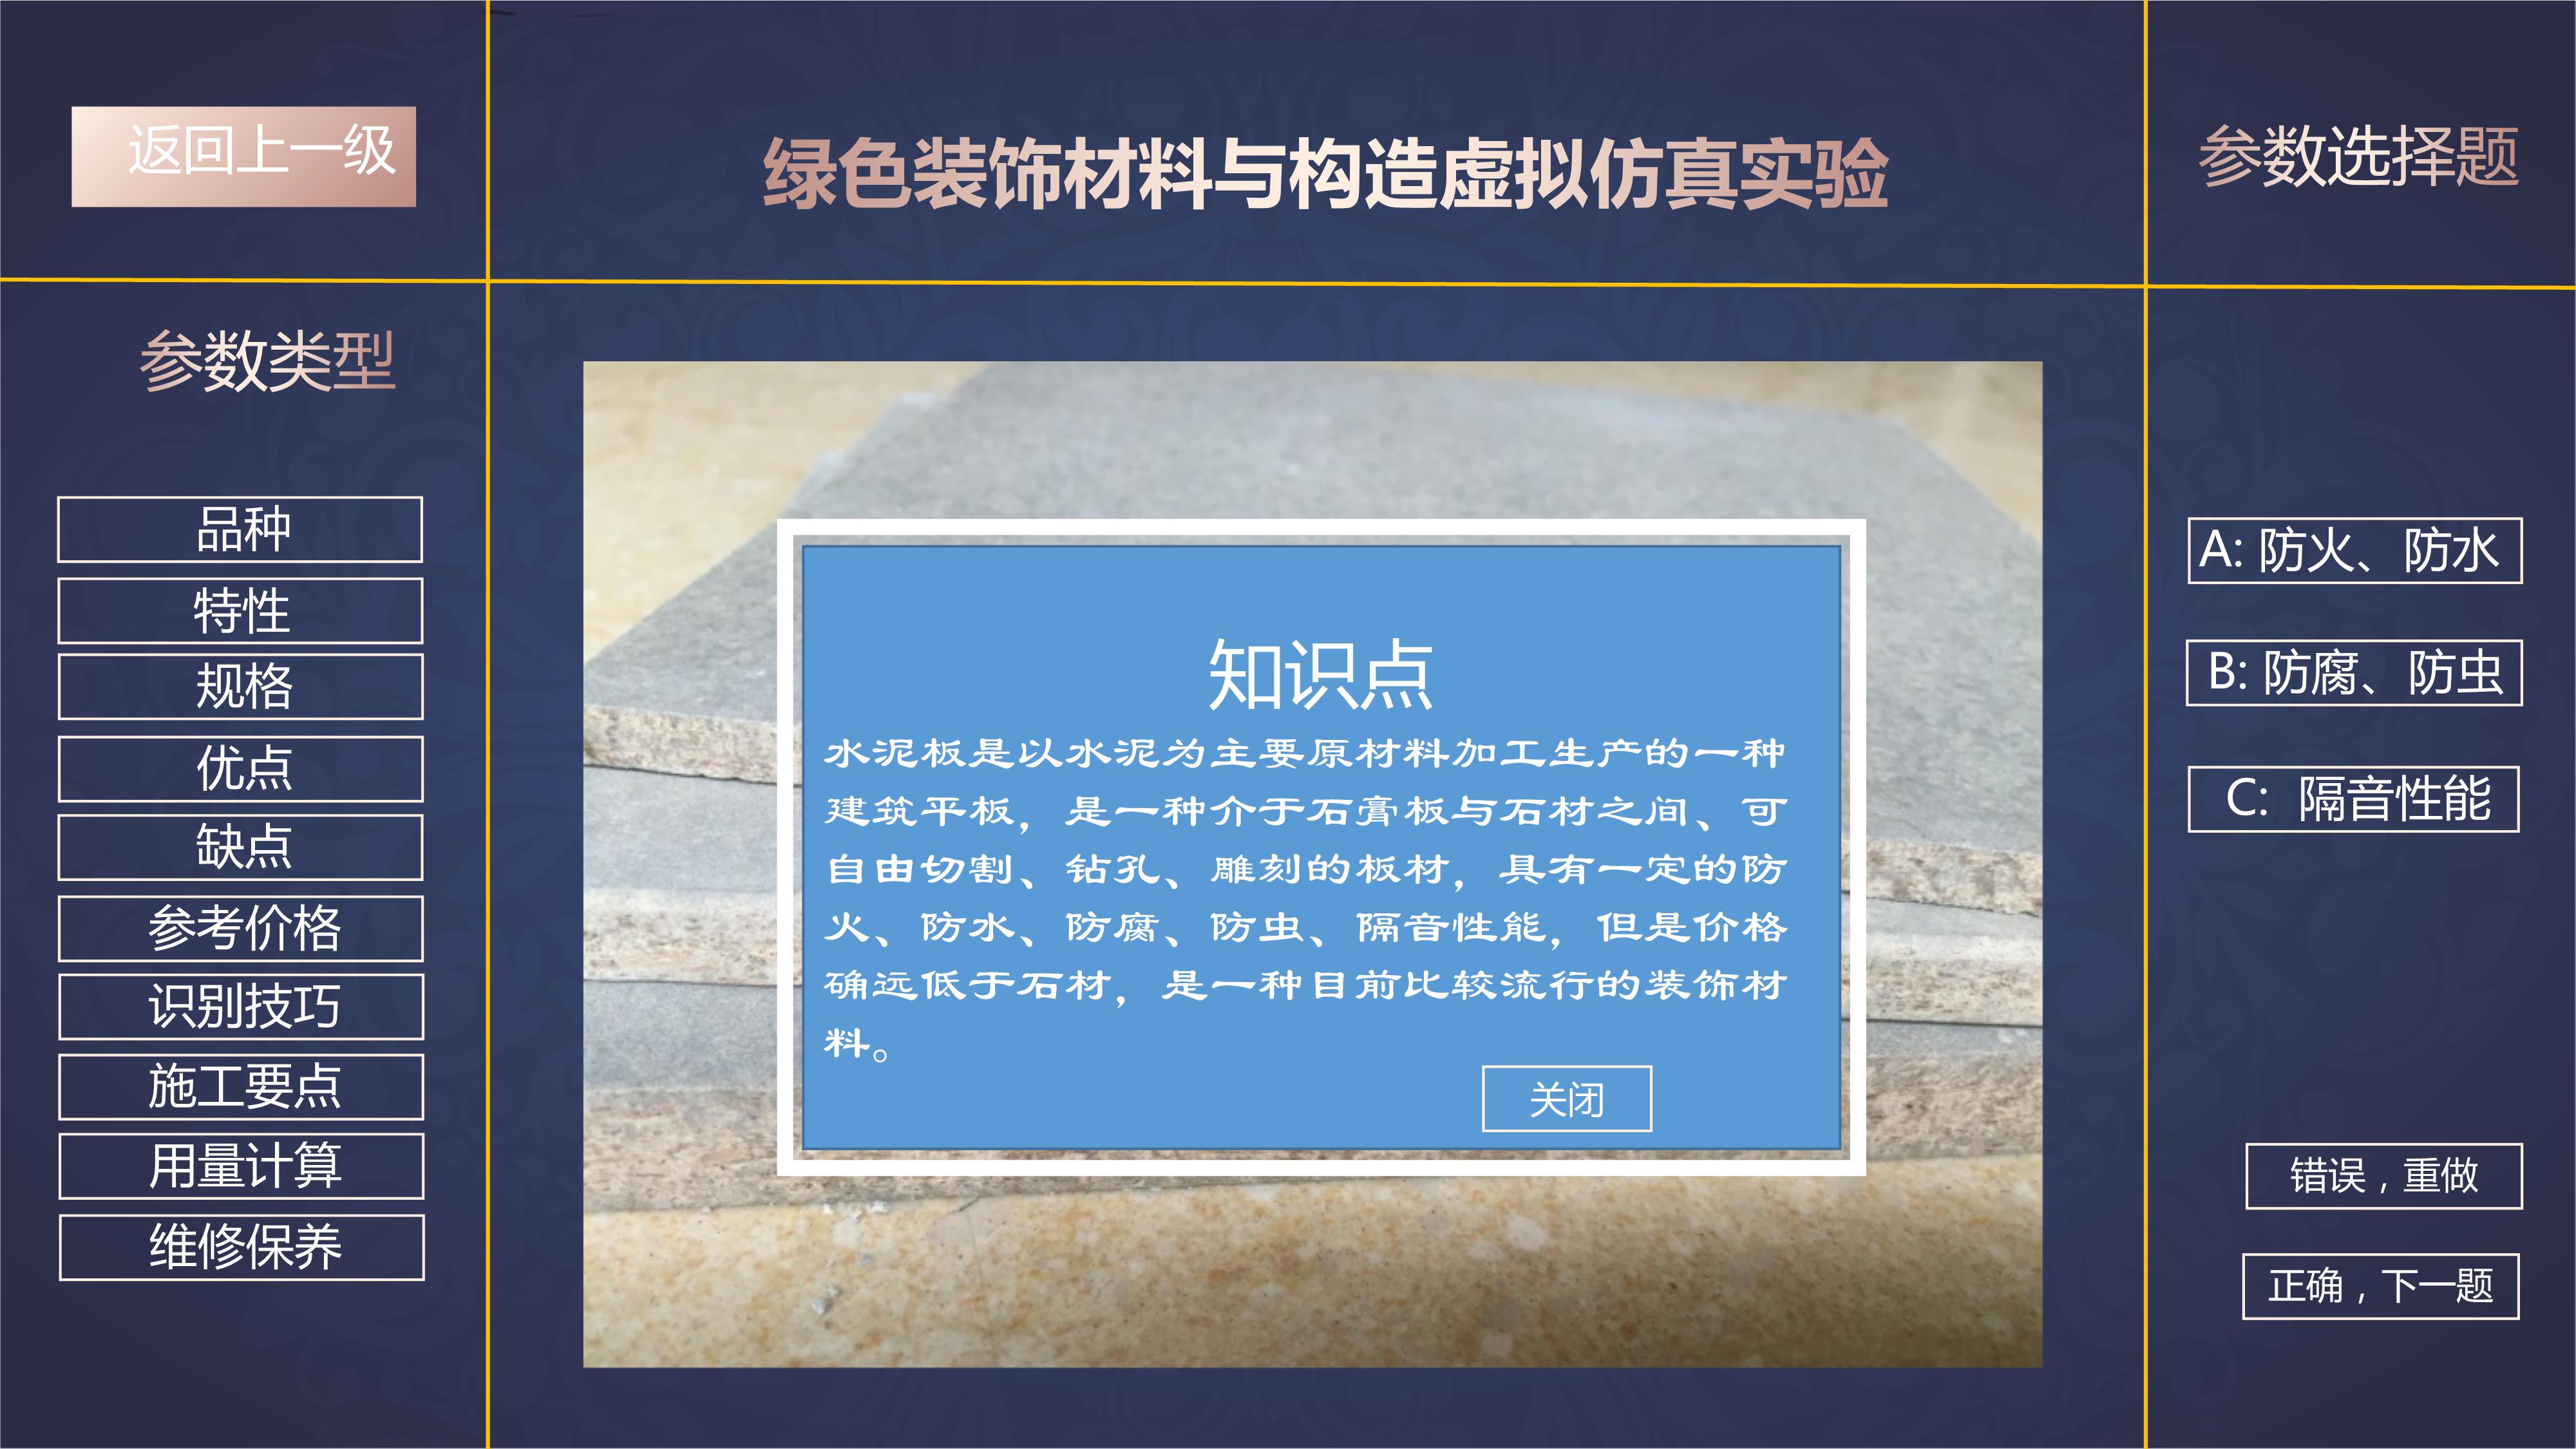 返回上一级
绿色装饰材料与构造虚拟仿真实验
参数选择题
参数类型
品种
特性
规格
优点
缺点
参考价格
识别技巧
施工要点
用量计算
维修保养
知识点
水泥板是以水泥为主要原材料加工生产的一种
建筑平板，是一种介于石膏板与石材之间、可
自由切割、钻孔、雕刻的板材，具有一定的防
火、防水、防腐、防虫、隔音性能，但是价格
确远低于石材，是一种目前比较流行的装饰材
料。
关闭
A: 防火、防水
B: 防腐、防虫
C: 隔音性能
错误，重做
正确，下一题